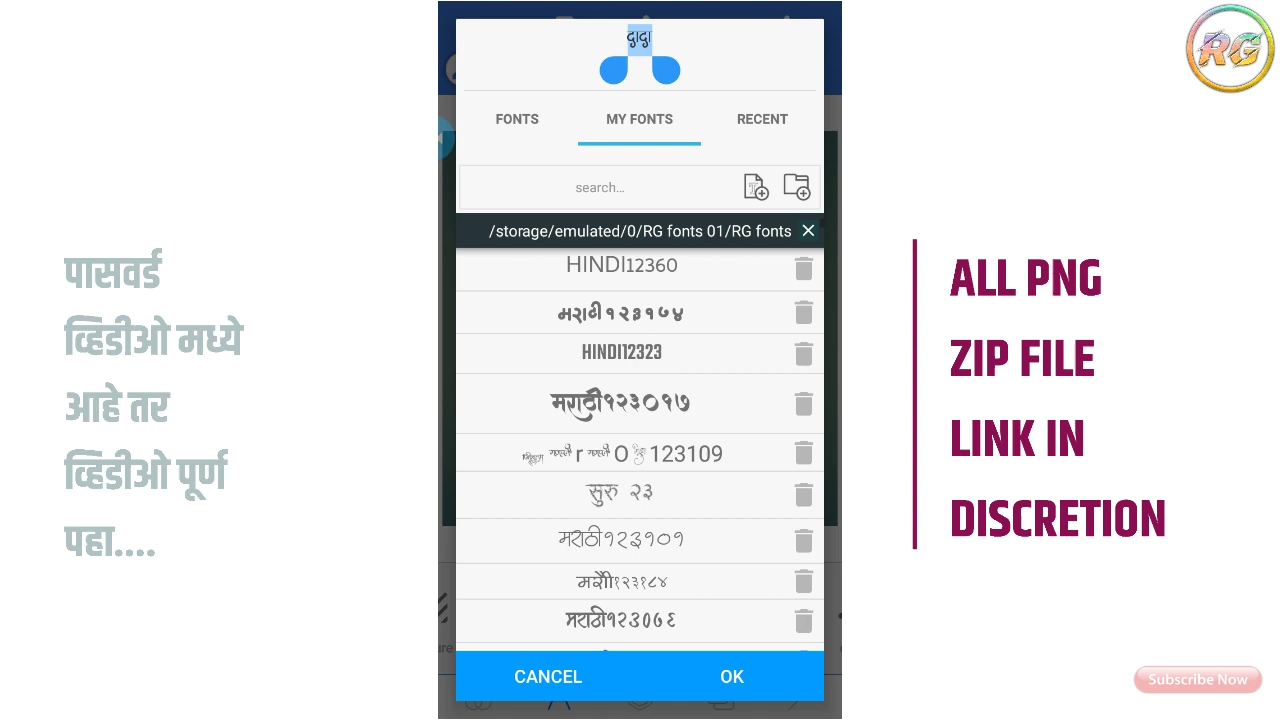 RG
दादा
FONTS MY FONTS RECENT
search...
/storage/emulated/0/RG fonts 01/RG fonts
HINDI12360
मराठी१२३१५४
HINDI12323
मराठी१२३०१७
123109
सुरु २३
मराठी१२३१०१
१२३१८४
मराठी१२३०७६
CANCEL OK
पासवर्ड
व्हिडीओ मध्ये
आहे तर
व्हिडीओ पूर्ण
पहा....
ALL PNG
ZIP FILE
LINK IN
DISCRETION
Subscribe Now